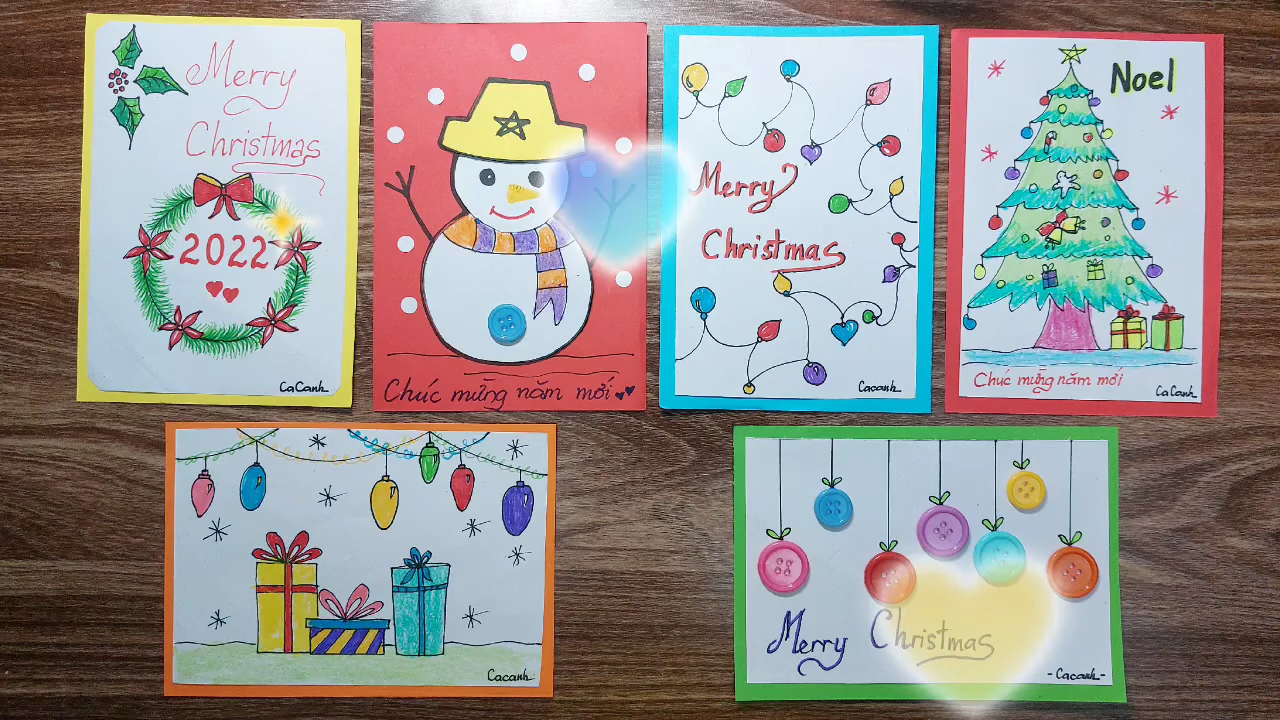 Merry
Christmas
2022
CaCanh
Chúc mừng năm mới
Merry
Christmas
Cacanh
Noel
Chúc mừng năm mới
CaCanh
Cacanh
Merry Christmas
-Cacanh-